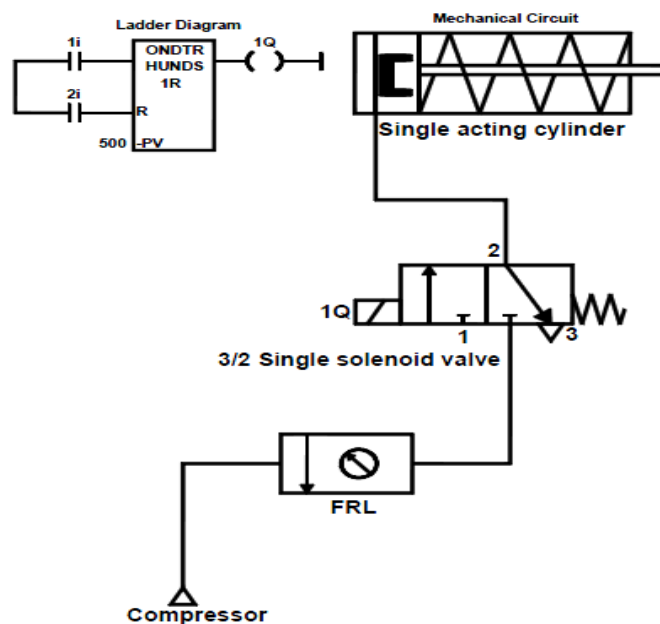 Ladder Diagram
1i
ONDTR
HUNDS
1R
1Q
2i
R
500
-PV
Mechanical Circuit
Single acting cylinder
2
1Q
1
3
3/2 Single solenoid valve
FRL
Compressor